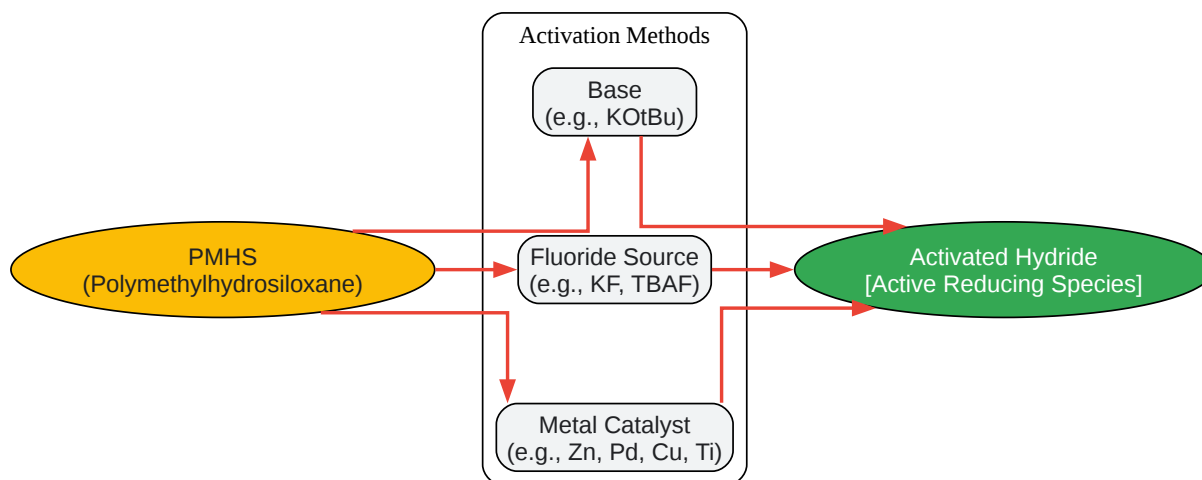 Activation Methods
Base
(e.g., KOtBu)
PMHS
(Polymethylhydrosiloxane)
Fluoride Source
(e.g., KF, TBAF)
Activated Hydride
[Active Reducing Species]
Metal Catalyst
(e.g., Zn, Pd, Cu, Ti)